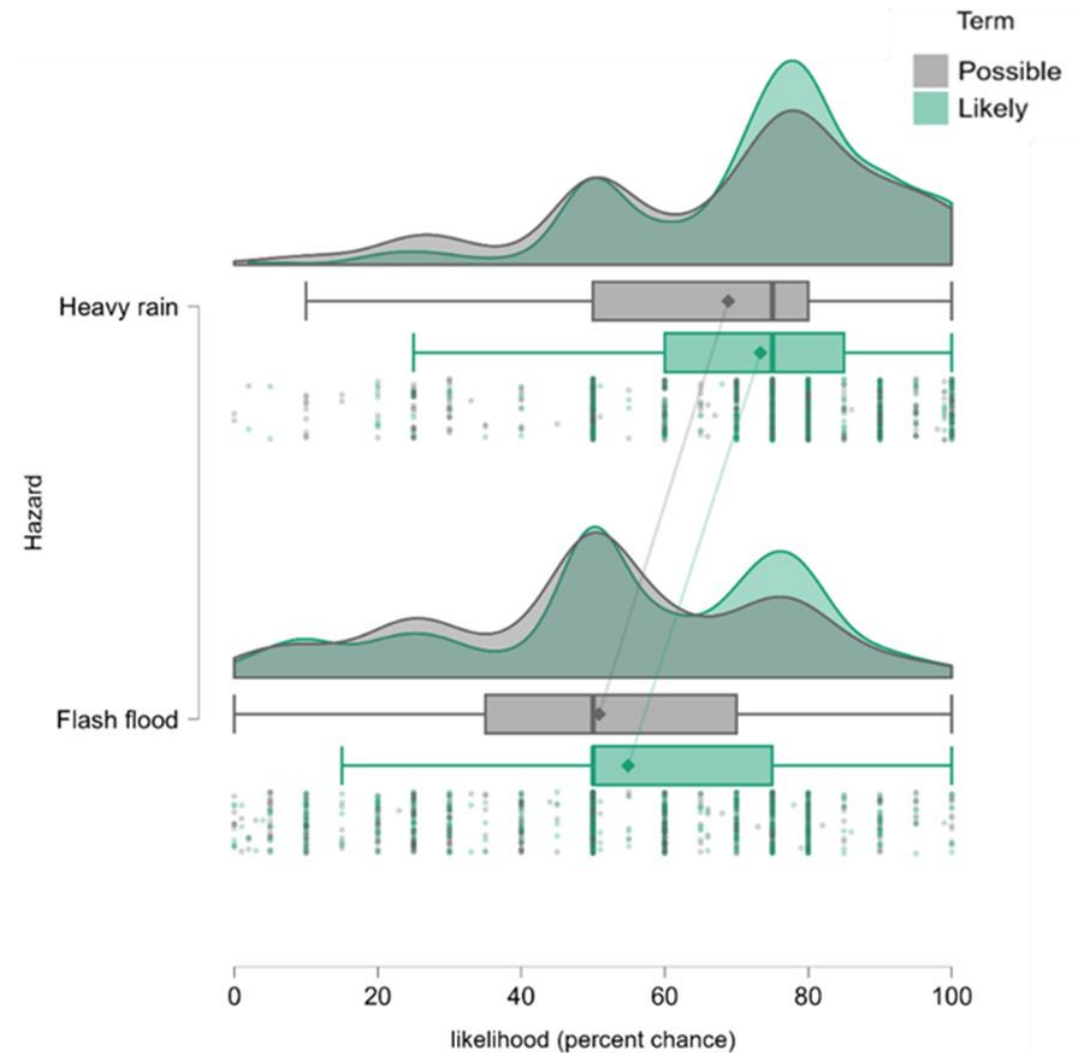 Term
Possible
Likely
Heavy rain
Hazard
Flash flood
0 20 40 60 80 100
likelihood (percent chance)